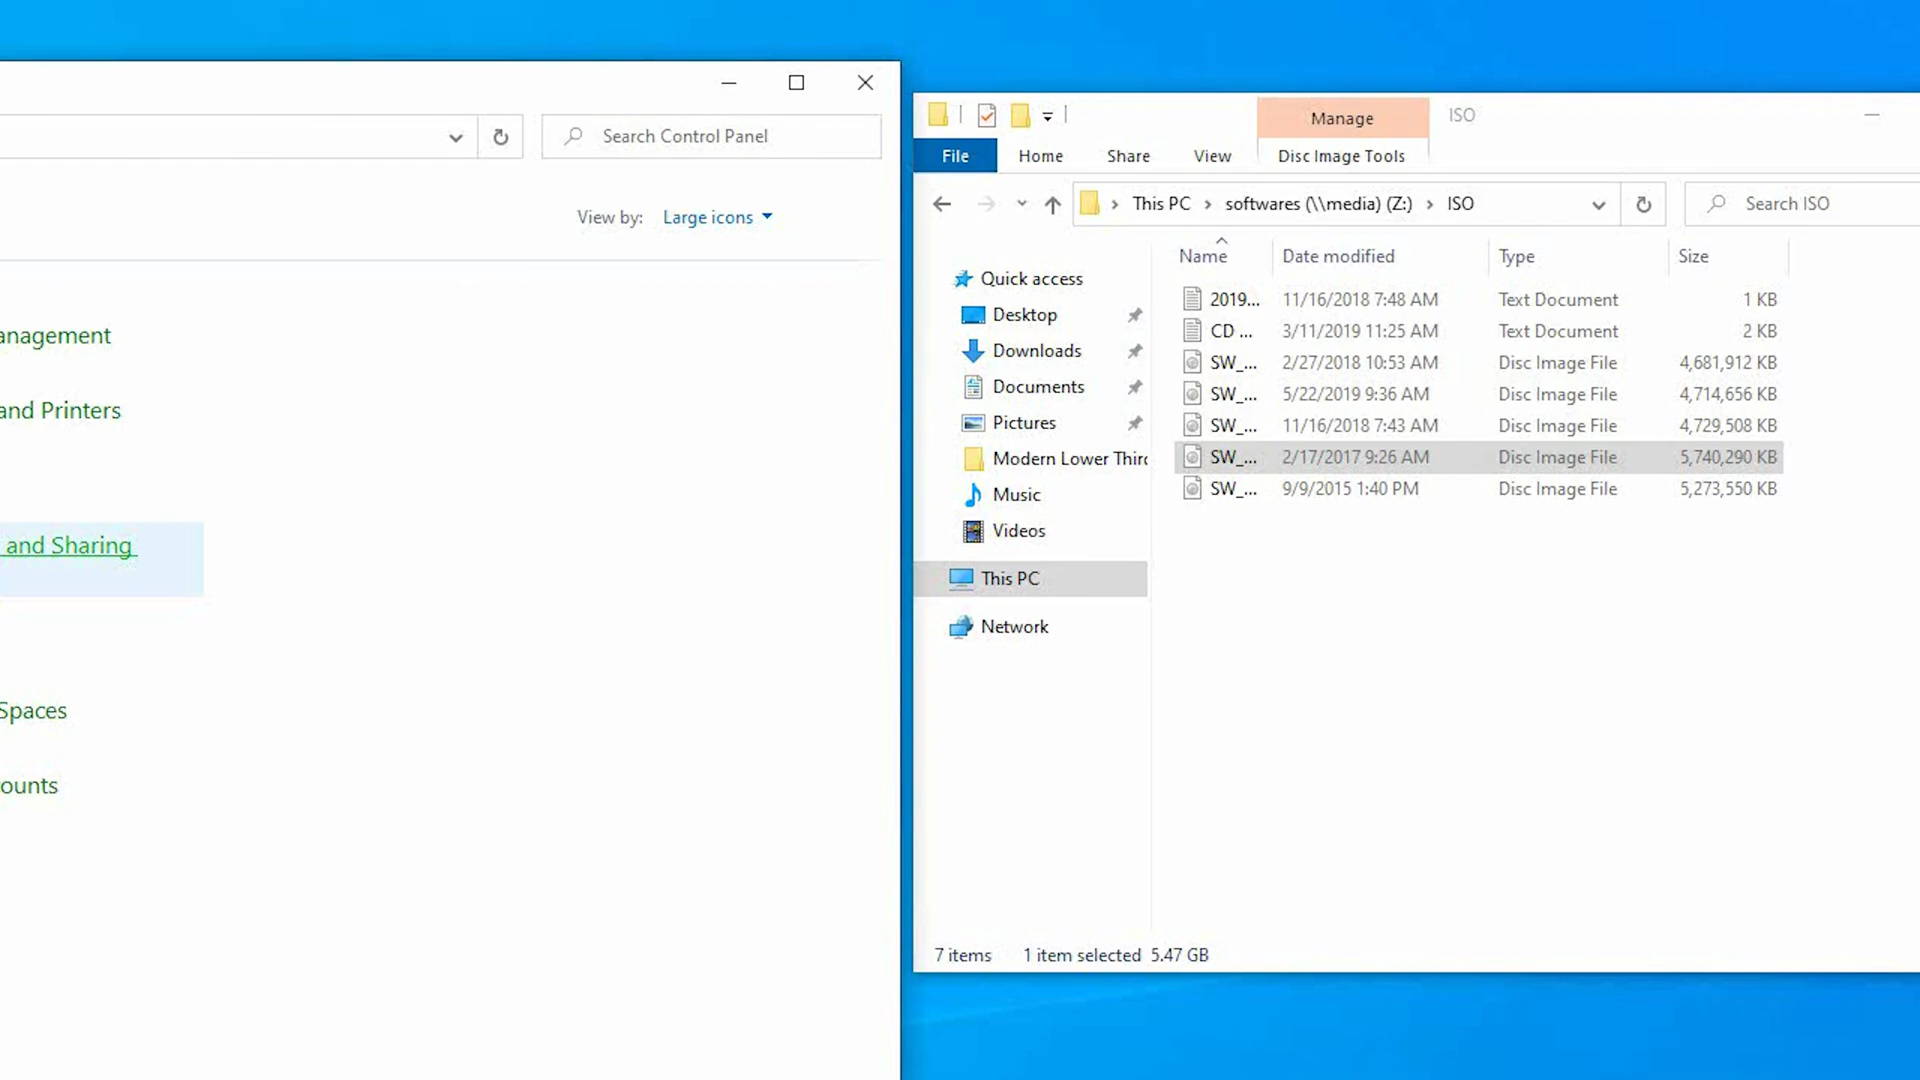 Search Control Panel
View by: Large icons
anagement
and Printers
and Sharing
Spaces
ounts
Manage
ISO
File Home Share View Disc Image Tools
This PC › softwares (\\media) (Z:) › ISO
Search ISO
Name Date modified Type Size
Quick access
Desktop
Downloads
Documents
Pictures
Modern Lower Thir
Music
Videos
This PC
Network
2019... 11/16/2018 7:48 AM Text Document 1 KB
CD ... 3/11/2019 11:25 AM Text Document 2 KB
SW_... 2/27/2018 10:53 AM Disc Image File 4,681,912 KB
SW_... 5/22/2019 9:36 AM Disc Image File 4,714,656 KB
SW_... 11/16/2018 7:43 AM Disc Image File 4,729,508 KB
SW_... 2/17/2017 9:26 AM Disc Image File 5,740,290 KB
SW_... 9/9/2015 1:40 PM Disc Image File 5,273,550 KB
7 items 1 item selected 5.47 GB